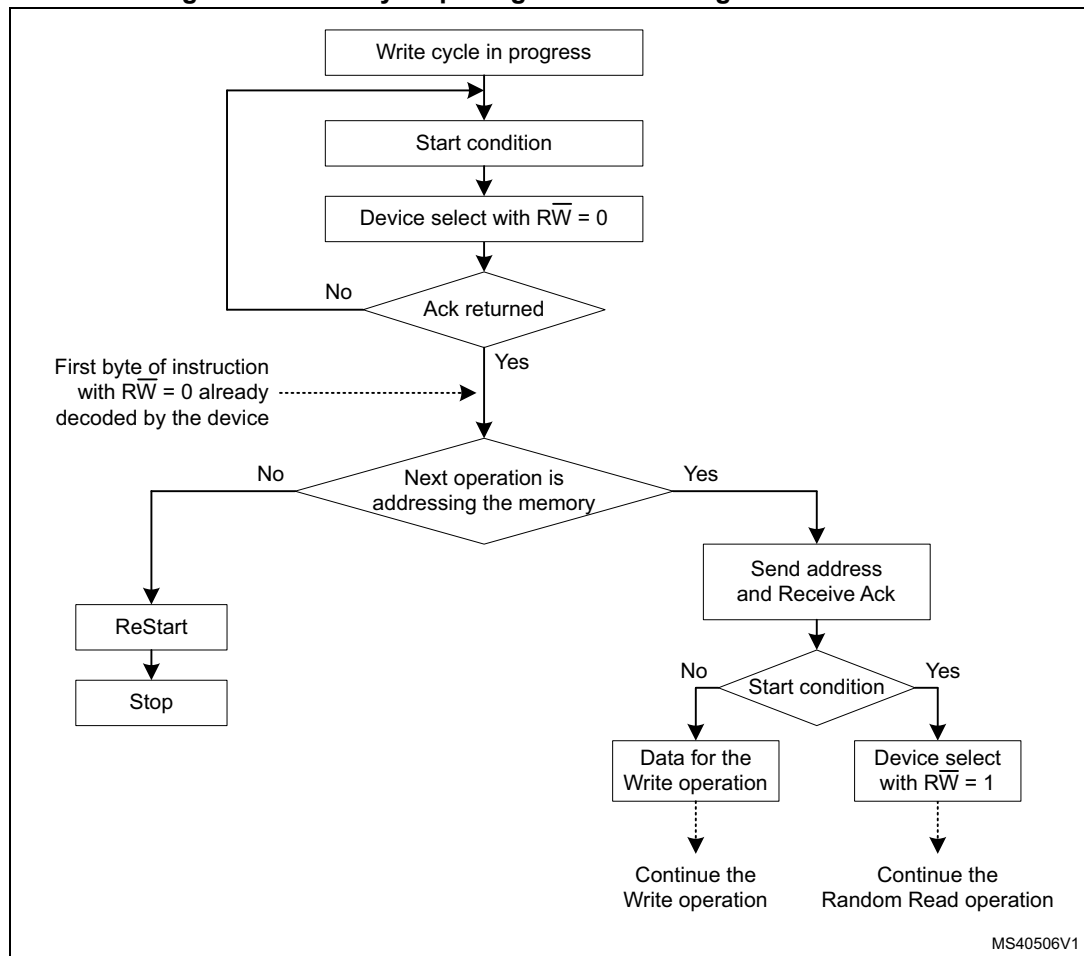 Write cycle in progress
Start condition
Device select with RW̅ = 0
No
Ack returned
Yes
First byte of instruction
with RW̅ = 0 already
decoded by the device
No
Next operation is
addressing the memory
Yes
Send address
and Receive Ack
ReStart
Stop
No
Start condition
Yes
Data for the
Write operation
Device select
with RW̅ = 1
Continue the
Write operation
Continue the
Random Read operation
MS40506V1